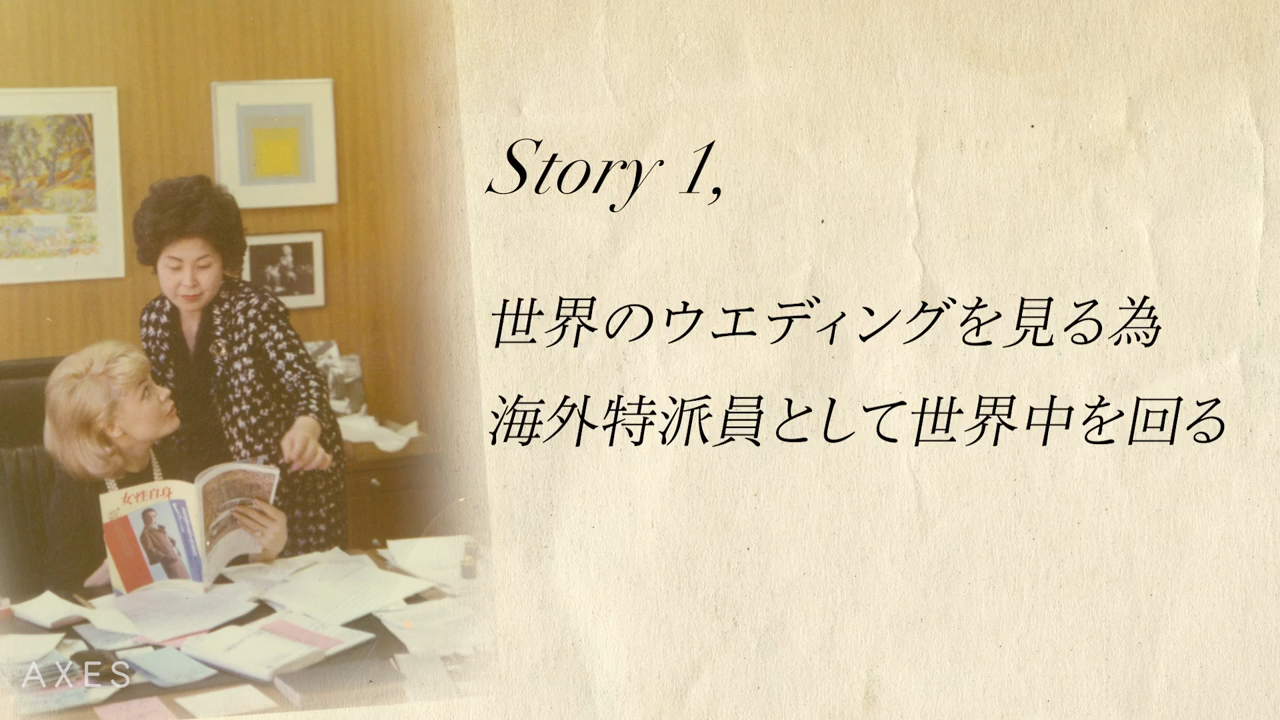 Story 1,
世界のウエディングを見る為
海外特派員として世界中を回る
女性自身
AXES